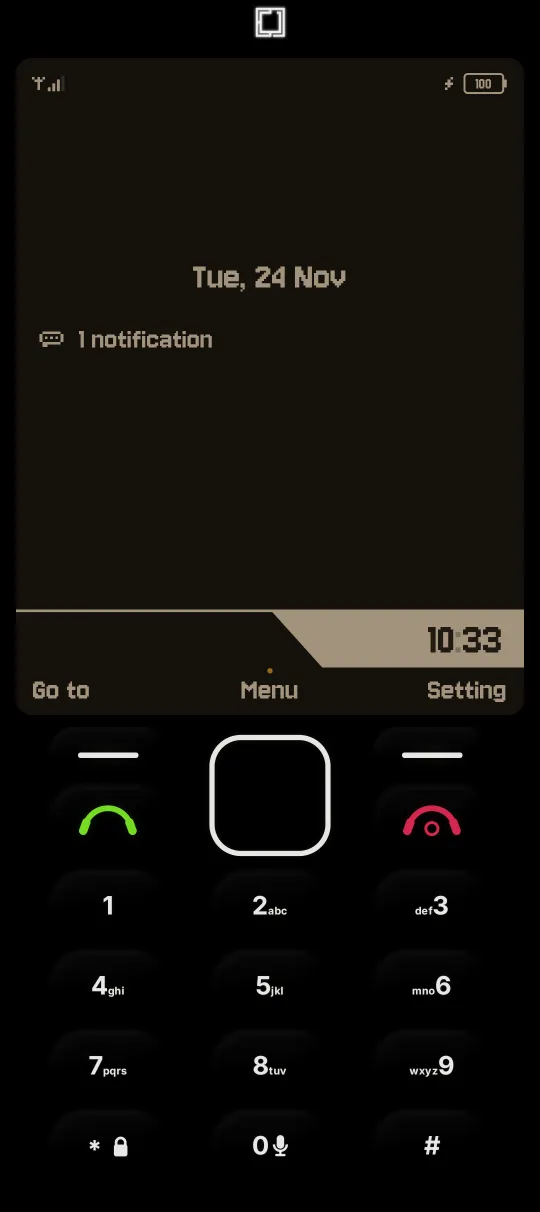 100
Tue, 24 Nov
1 notification
10:33
Go to Menu Setting
1 2abc def3
4ghi 5jkl mno6
7pqrs 8tuv wxyz9
* 0 #